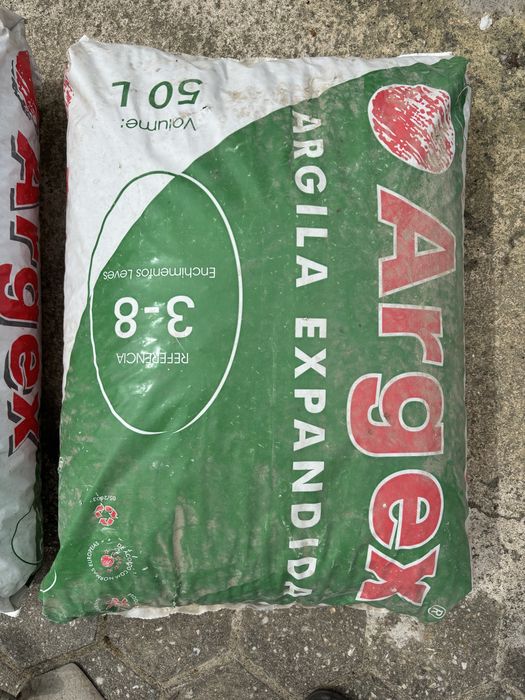 Argex®
ARGILA EXPANDIDA
REFERÊNCIA
3-8
Enchimentos Leves
Volume:
50 L
Argex